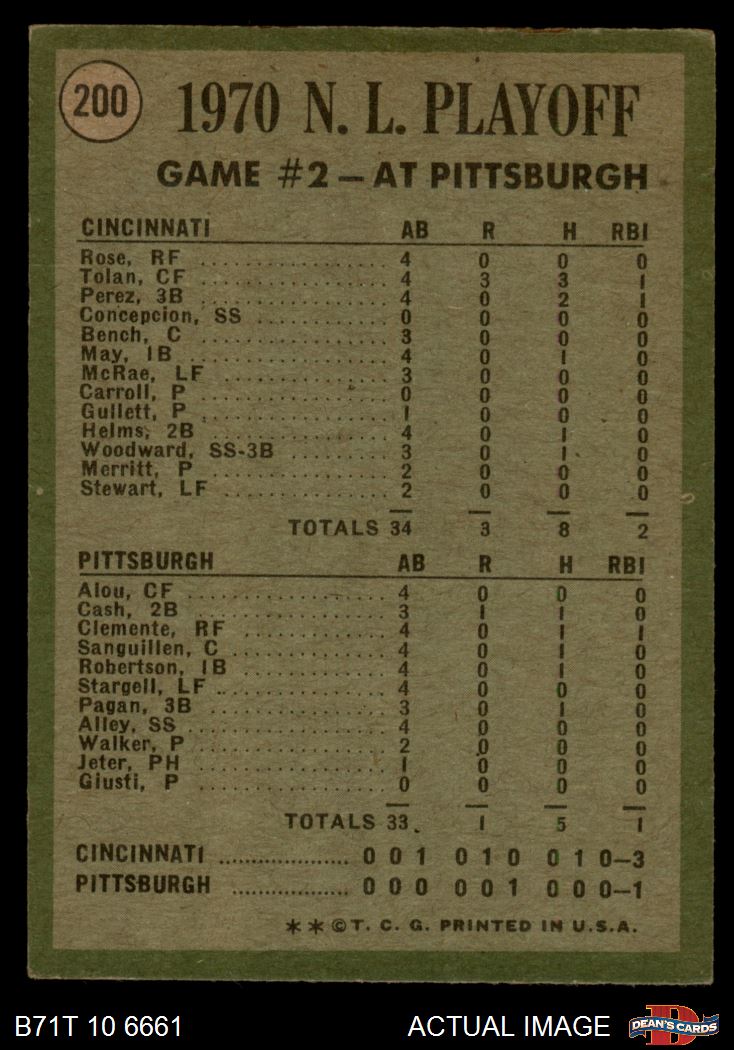 200
1970 N. L. PLAYOFF
GAME #2 – AT PITTSBURGH
CINCINNATI AB R H RBI
Rose, RF .................. 4 0 0 0
Tolan, CF .................. 4 3 3 1
Perez, 3B .................. 4 0 2 1
Concepcion, SS ............ 0 0 0 0
Bench, C .................. 3 0 0 0
May, 1B .................. 4 0 1 0
McRae, LF ................ 3 0 0 0
Carroll, P .................. 0 0 0 0
Gullett, P .................. 1 0 0 0
Helms, 2B ................ 4 0 1 0
Woodward, SS-3B ......... 3 0 1 0
Merritt, P .................. 2 0 0 0
Stewart, LF ................ 2 0 0 0
TOTALS 34 3 8 2
PITTSBURGH AB R H RBI
Alou, CF .................. 4 0 0 0
Cash, 2B .................. 3 1 1 0
Clemente, RF .............. 4 0 1 1
Sanguillen, C .............. 4 0 1 0
Robertson, 1B .............. 4 0 1 0
Stargell, LF ................ 4 0 0 0
Pagan, 3B ................ 3 0 1 0
Alley, SS .................. 4 0 0 0
Walker, P .................. 2 0 0 0
Jeter, PH .................. 1 0 0 0
Giusti, P .................. 0 0 0 0
TOTALS 33 1 5 1
CINCINNATI .................... 0 0 1 0 1 0 0 1 0–3
PITTSBURGH .................. 0 0 0 0 0 1 0 0 0–1
**©T. C. G. PRINTED IN U.S.A.
B71T 10 6661 ACTUAL IMAGE D DEAN'S CARDS